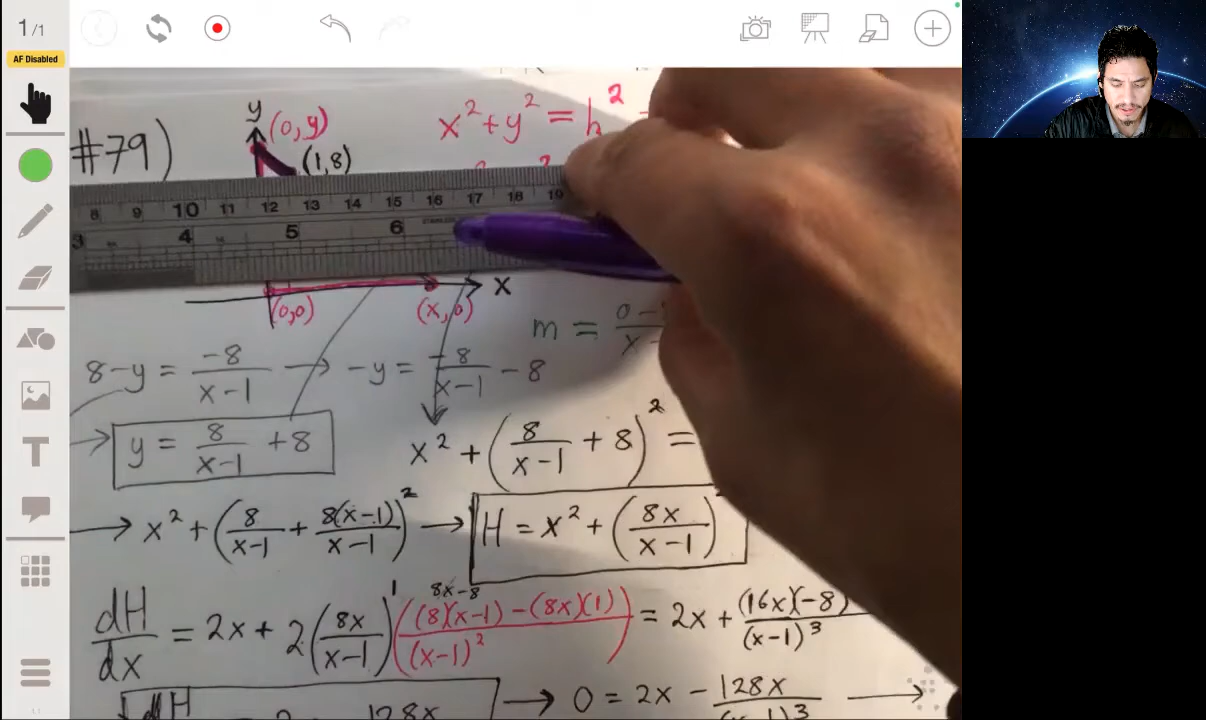 1/1
AF Disabled
#79)
y
(0,y)
(1,8)
x² + y² = h²
8 9 10 11 12 13 14 15 16 17 18 19
3 4 5 6
x
(0,0)
(x,0)
m =
8-y = -8/(x-1) → -y = -8/(x-1) - 8
→ y = 8/(x-1) + 8
x² + (8/(x-1) + 8)² =
→ x² + (8/(x-1) + 8(x-1)/(x-1))² → H = x² + (8x/(x-1))²
8x-8
dH/dx = 2x + 2(8x/(x-1))¹ (((8)(x-1) - (8x)(1))/(x-1)²) = 2x + (16x)(-8)/(x-1)³
→ 0 = 2x - 128x/(x-1)³ →
T